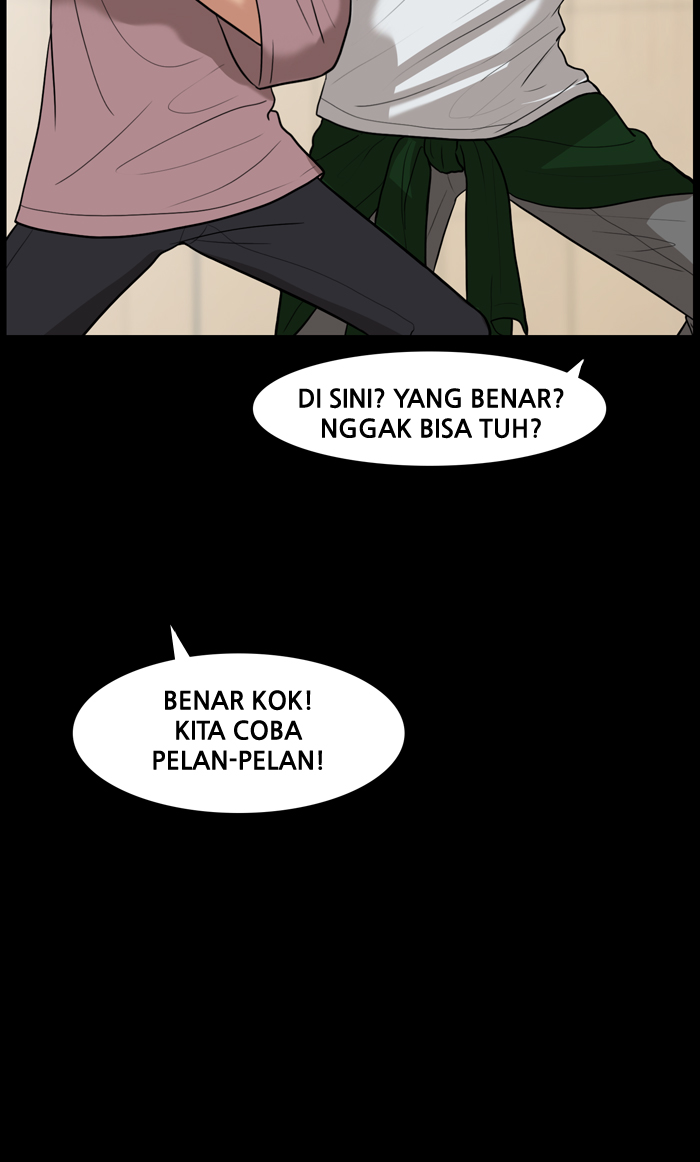 DI SINI? YANG BENAR?
NGGAK BISA TUH?
BENAR KOK!
KITA COBA
PELAN-PELAN!